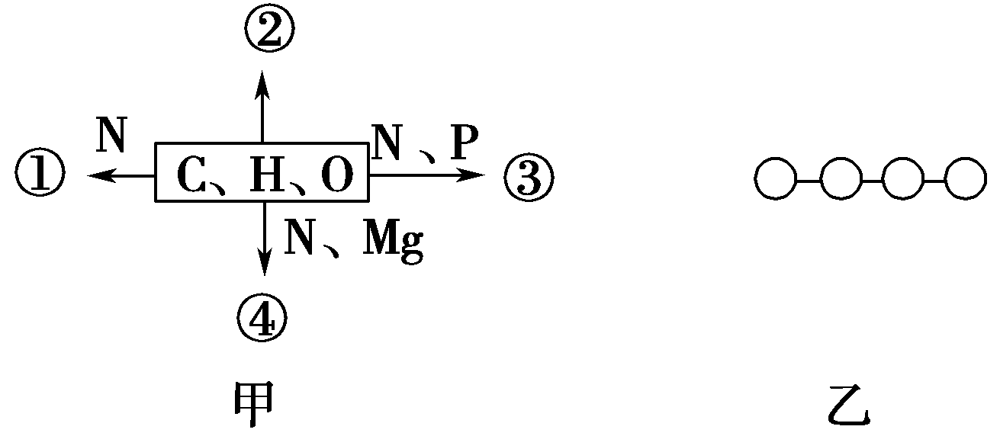 ②
N
N、P
①
C、H、O
③
N、Mg
④
甲
乙